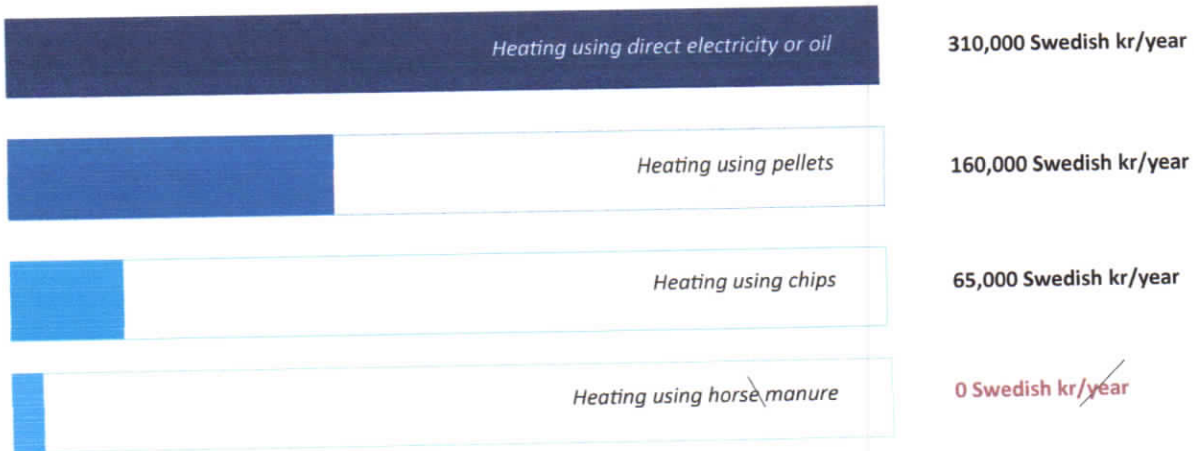 Heating using direct electricity or oil 310,000 Swedish kr/year
Heating using pellets 160,000 Swedish kr/year
Heating using chips 65,000 Swedish kr/year
Heating using horse manure 0 Swedish kr/year